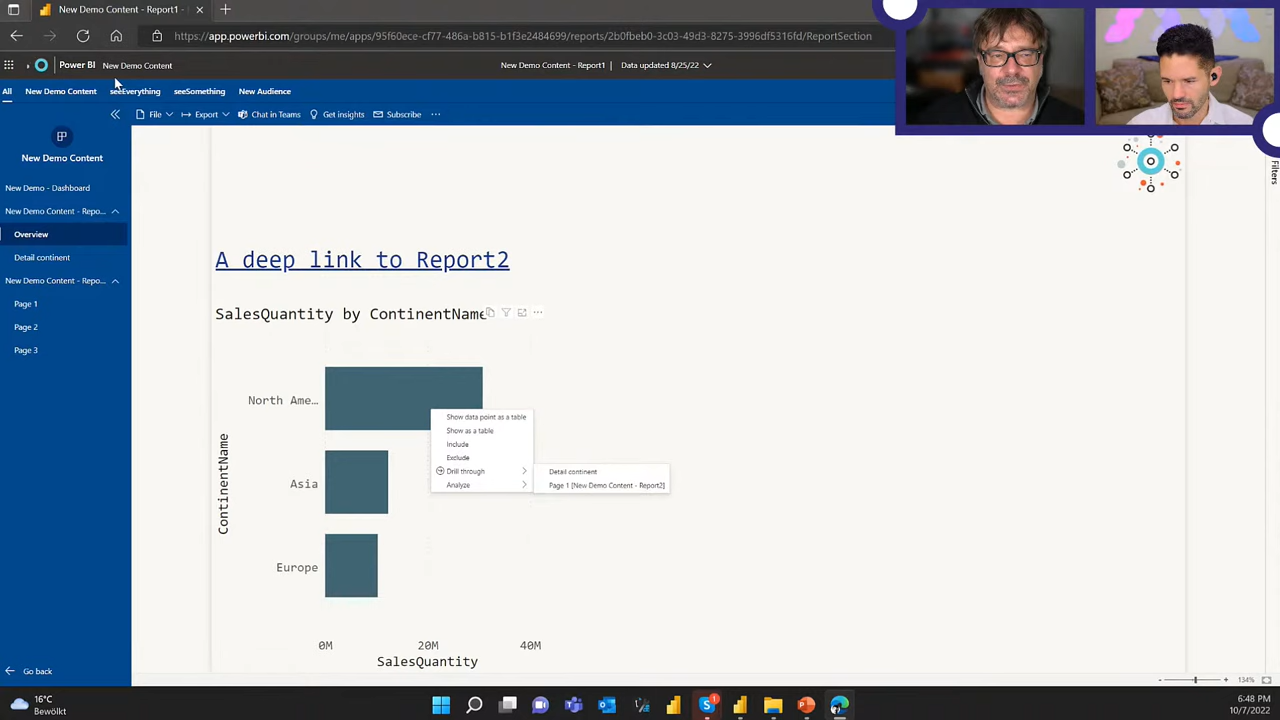 New Demo Content - Report1 -
https://app.powerbi.com/groups/me/apps/95f60ece-cf77-486a-b8f5-b1f3e2644399/reports/2b0fbeb0-3c03-49d3-8275-3996df5316fd/ReportSection
Power BI New Demo Content
New Demo Content - Report1 | Data updated 8/25/22
All New Demo Content seeEverything seeSomething New Audience
File Export Chat in Teams Get insights Subscribe ...
New Demo Content
New Demo - Dashboard
New Demo Content - Repo...
Overview
Detail continent
New Demo Content - Repo...
Page 1
Page 2
Page 3
Go back
Filters
A deep link to Report2
SalesQuantity by ContinentName
ContinentName
North Ame...
Asia
Europe
0M 20M 40M
SalesQuantity
Show data point as a table
Show as a table
Include
Exclude
Drill through
Analyze
Detail continent
Page 1 [New Demo Content - Report2]
134%
16°C
Bewölkt
1
6:48 PM
10/7/2022